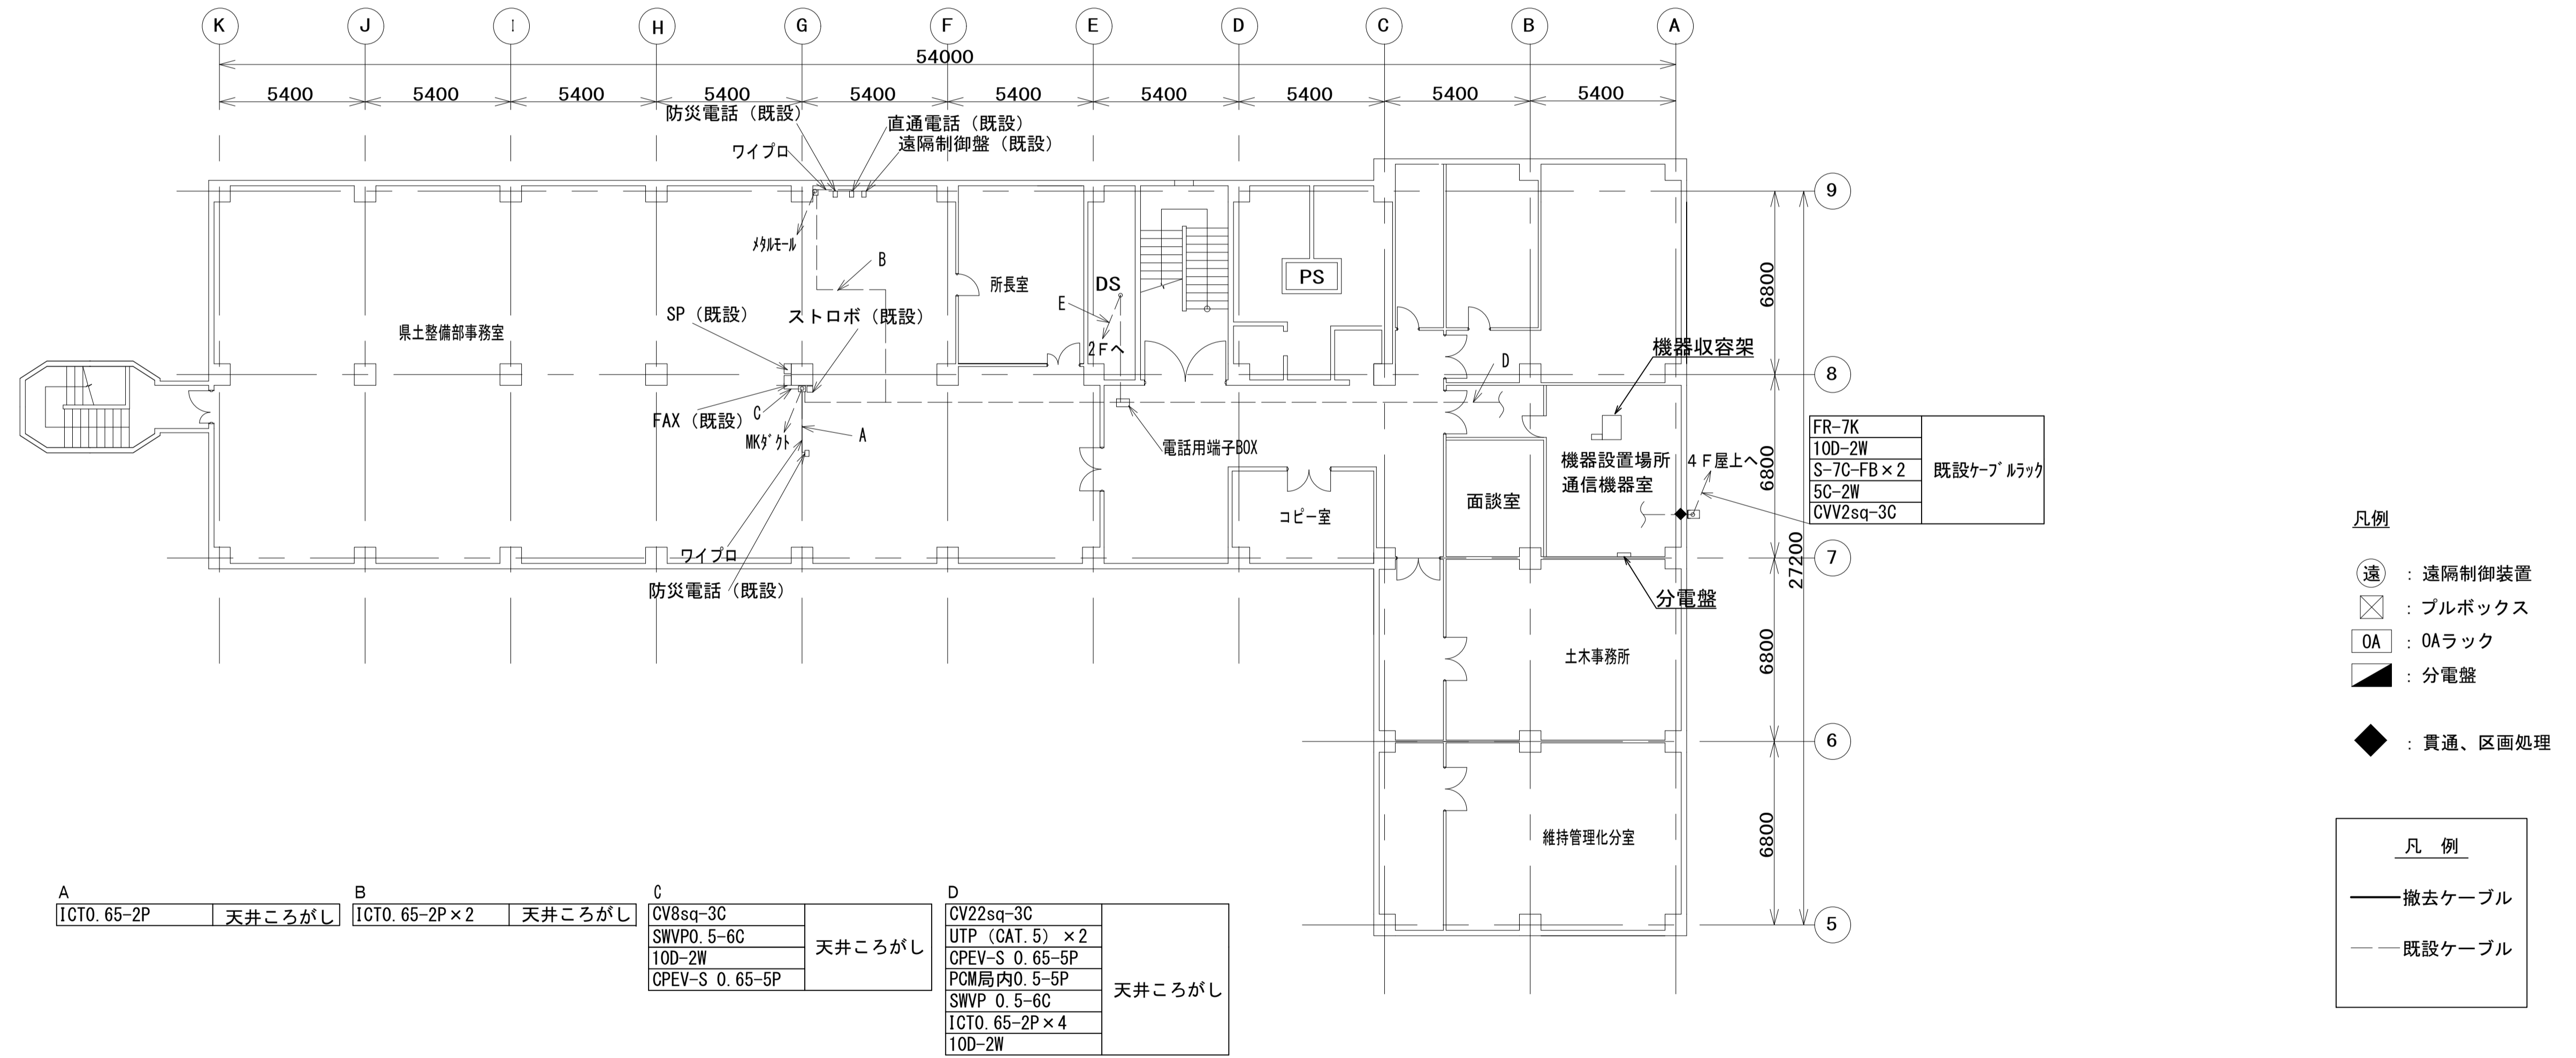 K J I H G F E D C B A
54000
5400 5400 5400 5400 5400 5400 5400 5400 5400 5400
防災電話（既設）
直通電話（既設）
ワイプロ
遠隔制御盤（既設）
9
メタルモール
B
所長室
DS
PS
6800
E
SP（既設）
ストロボ（既設）
県土整備部事務室
2Fへ
機器収容架
D
8
FAX（既設）
C
MKダクト
A
電話用端子BOX
機器設置場所
通信機器室
4F屋上へ
6800
FR-7K
10D-2W
S-7C-FB×2
5C-2W
CVV2sq-3C
既設ケーブルラック
面談室
コピー室
ワイプロ
7
27200
防災電話（既設）
分電盤
土木事務所
6800
6
維持管理化分室
6800
5
凡例
遠 ： 遠隔制御装置
： プルボックス
OA ： OAラック
： 分電盤
： 貫通、区画処理
凡 例
撤去ケーブル
既設ケーブル
A
ICT0.65-2P 天井ころがし
B
ICT0.65-2P×2 天井ころがし
C
CV8sq-3C
SWVP0.5-6C
10D-2W
CPEV-S 0.65-5P
天井ころがし
D
CV22sq-3C
UTP （CAT.5） ×2
CPEV-S 0.65-5P
PCM局内0.5-5P
SWVP 0.5-6C
ICT0.65-2P×4
10D-2W
天井ころがし